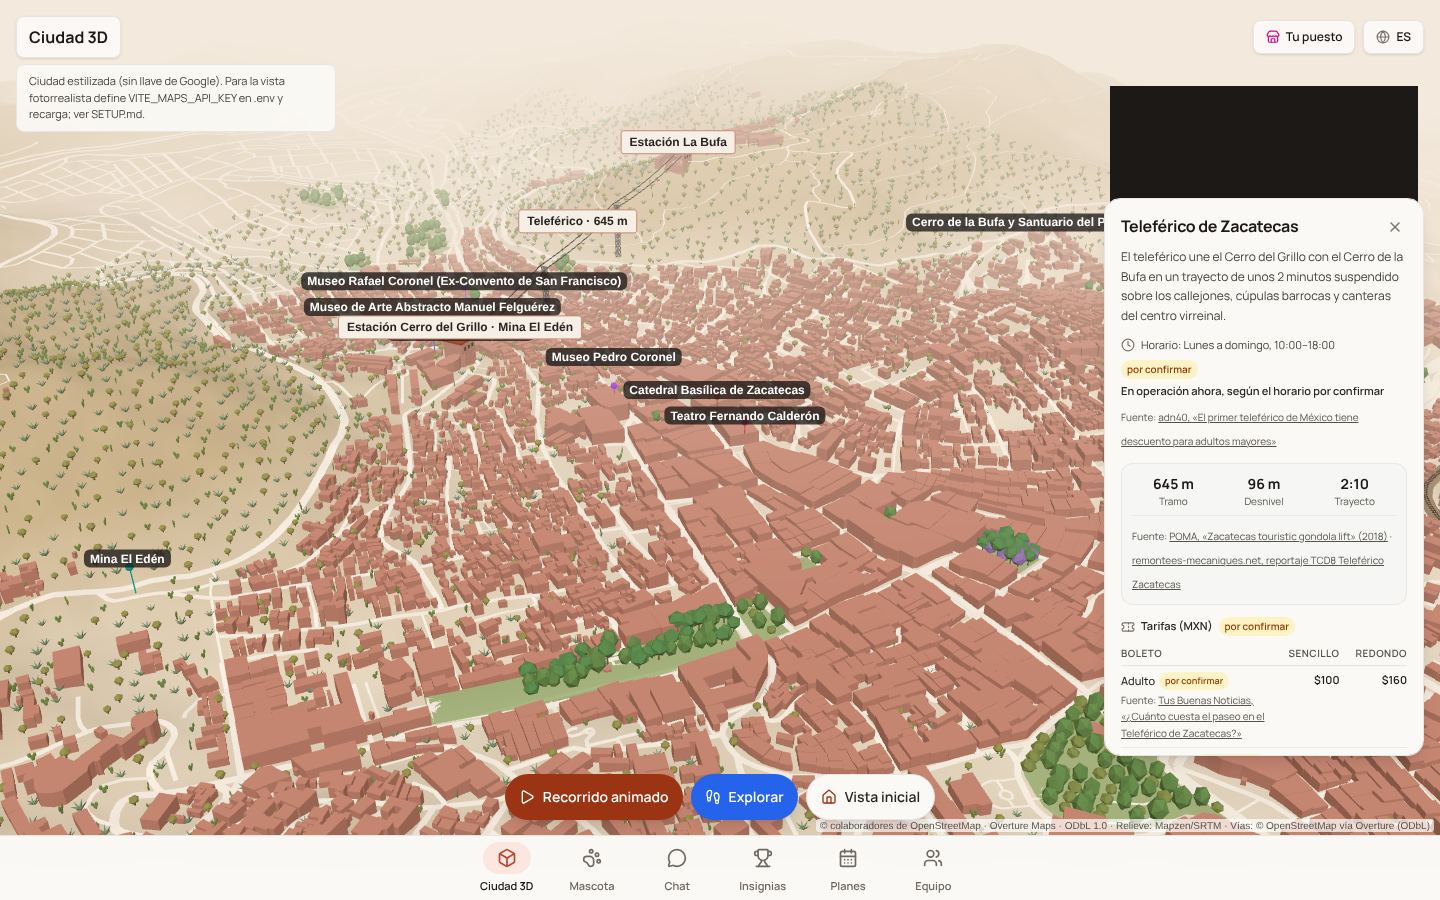 Ciudad 3D
Tu puesto
ES
Ciudad estilizada (sin llave de Google). Para la vista
fotorrealista define VITE_MAPS_API_KEY en .env y
recarga; ver SETUP.md.
Estación La Bufa
Teleférico · 645 m
Cerro de la Bufa y Santuario del P
Museo Rafael Coronel (Ex-Convento de San Francisco)
Museo de Arte Abstracto Manuel Felguérez
Estación Cerro del Grillo · Mina El Edén
Museo Pedro Coronel
Catedral Basílica de Zacatecas
Teatro Fernando Calderón
Mina El Edén
Teleférico de Zacatecas
El teleférico une el Cerro del Grillo con el Cerro de la
Bufa en un trayecto de unos 2 minutos suspendido
sobre los callejones, cúpulas barrocas y canteras
del centro virreinal.
Horario: Lunes a domingo, 10:00–18:00
por confirmar
En operación ahora, según el horario por confirmar
Fuente: adn40, «El primer teleférico de México tiene
descuento para adultos mayores»
645 m 96 m 2:10
Tramo Desnivel Trayecto
Fuente: POMA, «Zacatecas touristic gondola lift» (2018) ·
remontees-mecaniques.net, reportaje TCD8 Teleférico
Zacatecas
Tarifas (MXN) por confirmar
BOLETO SENCILLO REDONDO
Adulto por confirmar $100 $160
Fuente: Tus Buenas Noticias,
«¿Cuánto cuesta el paseo en el
Teleférico de Zacatecas?»
Recorrido animado
Explorar
Vista inicial
© colaboradores de OpenStreetMap · Overture Maps · ODbL 1.0 · Relieve: Mapzen/SRTM · Vías: © OpenStreetMap vía Overture (ODbL)
Ciudad 3D
Mascota
Chat
Insignias
Planes
Equipo